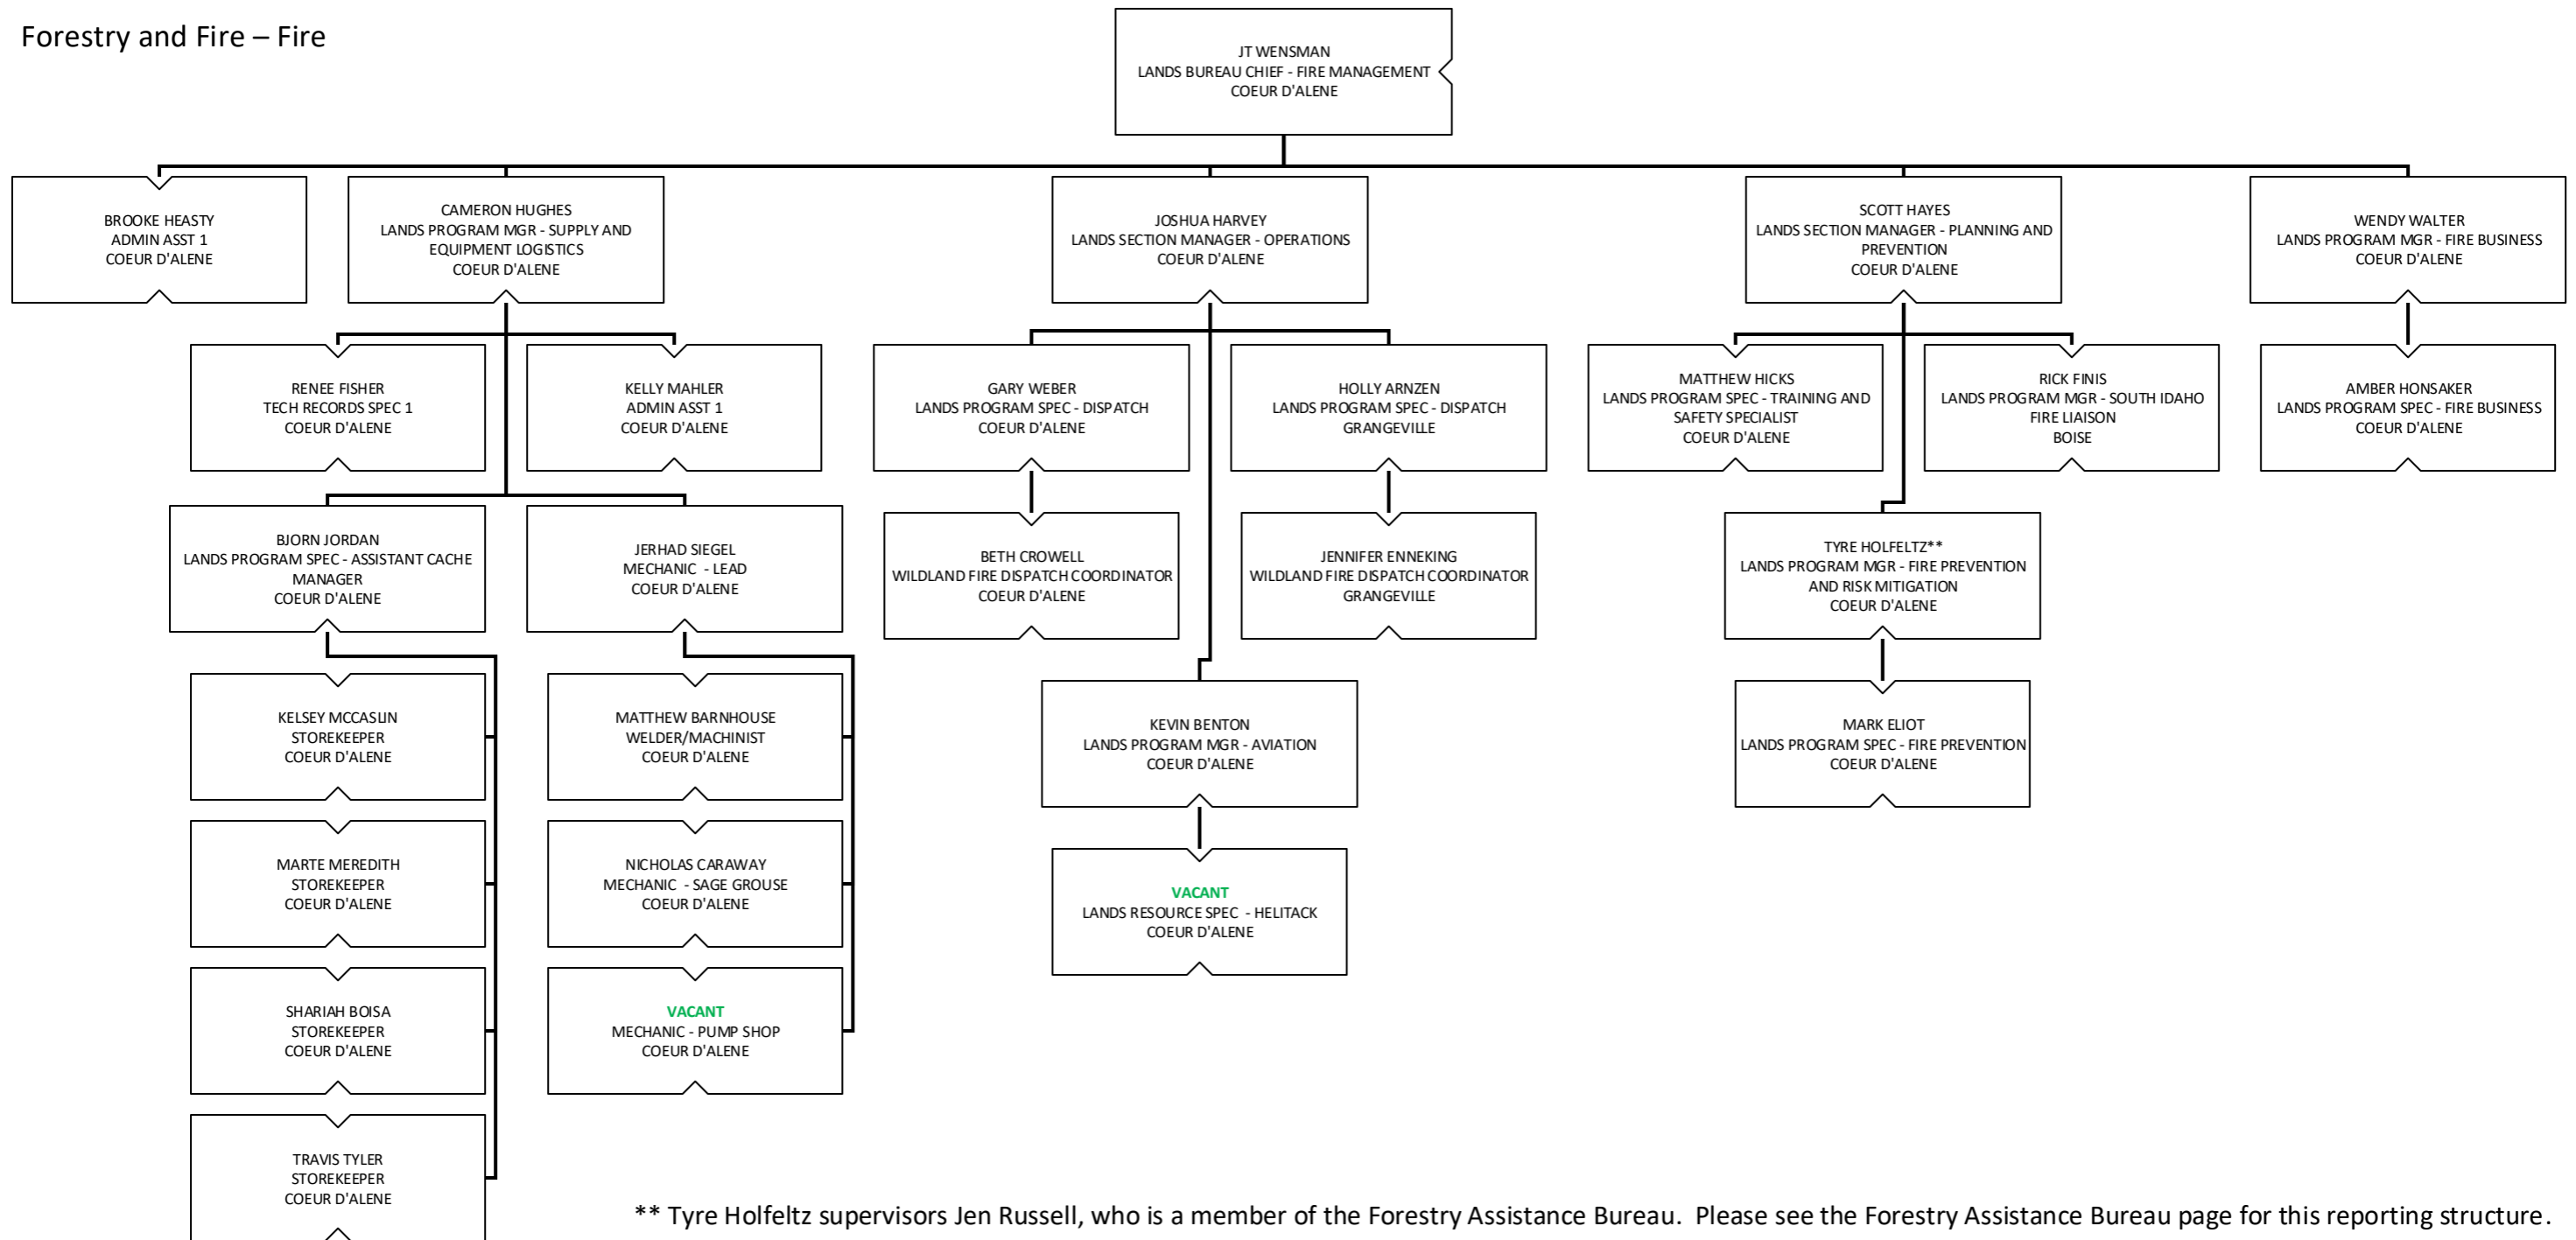 Forestry and Fire – Fire
JT WENSMAN
LANDS BUREAU CHIEF - FIRE MANAGEMENT
COEUR D'ALENE
BROOKE HEASTY
ADMIN ASST 1
COEUR D'ALENE
CAMERON HUGHES
LANDS PROGRAM MGR - SUPPLY AND
EQUIPMENT LOGISTICS
COEUR D'ALENE
JOSHUA HARVEY
LANDS SECTION MANAGER - OPERATIONS
COEUR D'ALENE
SCOTT HAYES
LANDS SECTION MANAGER - PLANNING AND
PREVENTION
COEUR D'ALENE
WENDY WALTER
LANDS PROGRAM MGR - FIRE BUSINESS
COEUR D'ALENE
RENEE FISHER
TECH RECORDS SPEC 1
COEUR D'ALENE
KELLY MAHLER
ADMIN ASST 1
COEUR D'ALENE
GARY WEBER
LANDS PROGRAM SPEC - DISPATCH
COEUR D'ALENE
HOLLY ARNZEN
LANDS PROGRAM SPEC - DISPATCH
GRANGEVILLE
MATTHEW HICKS
LANDS PROGRAM SPEC - TRAINING AND
SAFETY SPECIALIST
COEUR D'ALENE
RICK FINIS
LANDS PROGRAM MGR - SOUTH IDAHO
FIRE LIAISON
BOISE
AMBER HONSAKER
LANDS PROGRAM SPEC - FIRE BUSINESS
COEUR D'ALENE
BJORN JORDAN
LANDS PROGRAM SPEC - ASSISTANT CACHE
MANAGER
COEUR D'ALENE
JERHAD SIEGEL
MECHANIC - LEAD
COEUR D'ALENE
BETH CROWELL
WILDLAND FIRE DISPATCH COORDINATOR
COEUR D'ALENE
JENNIFER ENNEKING
WILDLAND FIRE DISPATCH COORDINATOR
GRANGEVILLE
TYRE HOLFELTZ**
LANDS PROGRAM MGR - FIRE PREVENTION
AND RISK MITIGATION
COEUR D'ALENE
KELSEY MCCASLIN
STOREKEEPER
COEUR D'ALENE
MATTHEW BARNHOUSE
WELDER/MACHINIST
COEUR D'ALENE
KEVIN BENTON
LANDS PROGRAM MGR - AVIATION
COEUR D'ALENE
MARK ELIOT
LANDS PROGRAM SPEC - FIRE PREVENTION
COEUR D'ALENE
MARTE MEREDITH
STOREKEEPER
COEUR D'ALENE
NICHOLAS CARAWAY
MECHANIC - SAGE GROUSE
COEUR D'ALENE
VACANT
LANDS RESOURCE SPEC - HELITACK
COEUR D'ALENE
SHARIAH BOISA
STOREKEEPER
COEUR D'ALENE
VACANT
MECHANIC - PUMP SHOP
COEUR D'ALENE
TRAVIS TYLER
STOREKEEPER
COEUR D'ALENE
** Tyre Holfeltz supervisors Jen Russell, who is a member of the Forestry Assistance Bureau. Please see the Forestry Assistance Bureau page for this reporting structure.